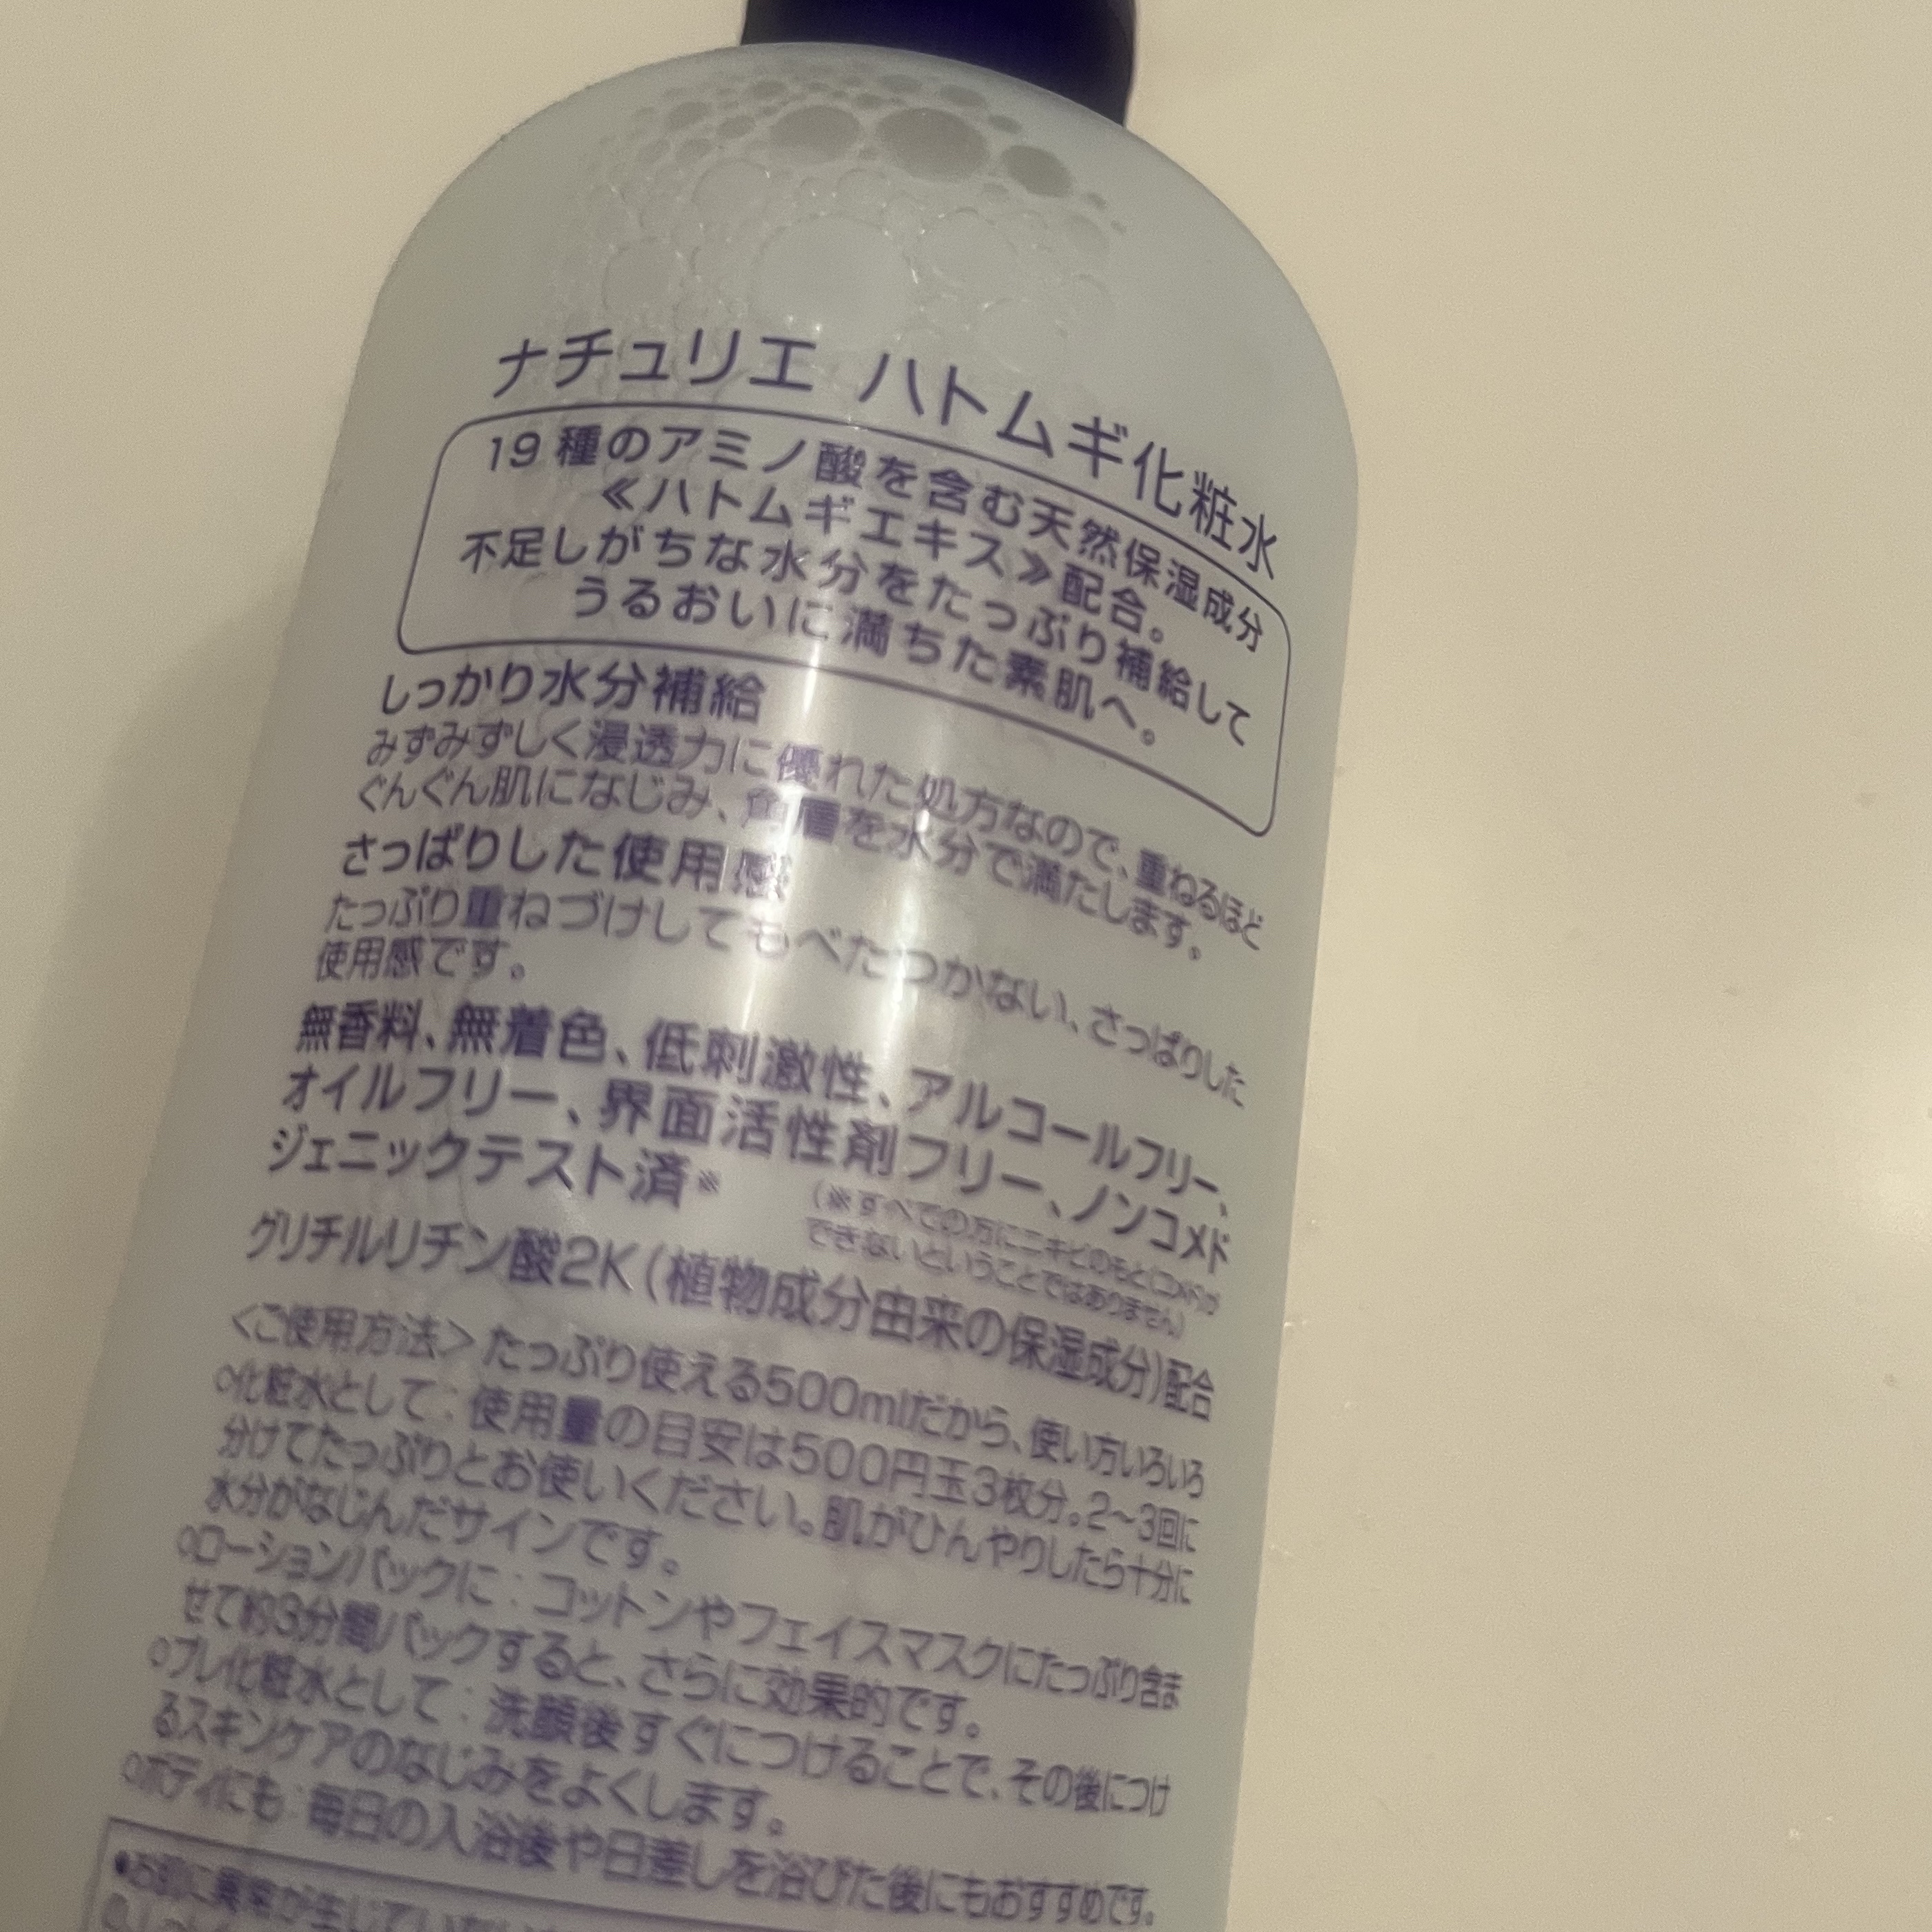 ナチュリエ ハトムギ化粧水
19種のアミノ酸を含む天然保湿成分
≪ハトムギエキス≫配合。
不足しがちな水分をたっぷり補給して
うるおいに満ちた素肌へ。
しっかり水分補給
みずみずしく浸透力に優れた処方なので、重ねるほど
ぐんぐん肌になじみ、角層を水分で満たします。
さっぱりした使用感
たっぷり重ねづけしてもべたつかない、さっぱりした
使用感です。
無香料、無着色、低刺激性、アルコールフリー、
オイルフリー、界面活性剤フリー、ノンコメド
ジェニックテスト済※
(※すべての方にニキビのもと(コメド)が
できないということではありません)
グリチルリチン酸2K(植物成分由来の保湿成分)配合
<ご使用方法>たっぷり使える500mlだから、使い方いろいろ
○化粧水として:使用量の目安は500円玉3枚分。2〜3回に
分けてたっぷりとお使いください。肌がひんやりしたら十分に
水分がなじんだサインです。
○ローションパックに:コットンやフェイスマスクにたっぷり含ま
せて約3分間パックすると、さらに効果的です。
○プレ化粧水として:洗顔後すぐにつけることで、その後につけ
るスキンケアのなじみをよくします。
○ボディにも:毎日の入浴後や日差しを浴びた後にもおすすめです。
●お肌に異常が生じていないか